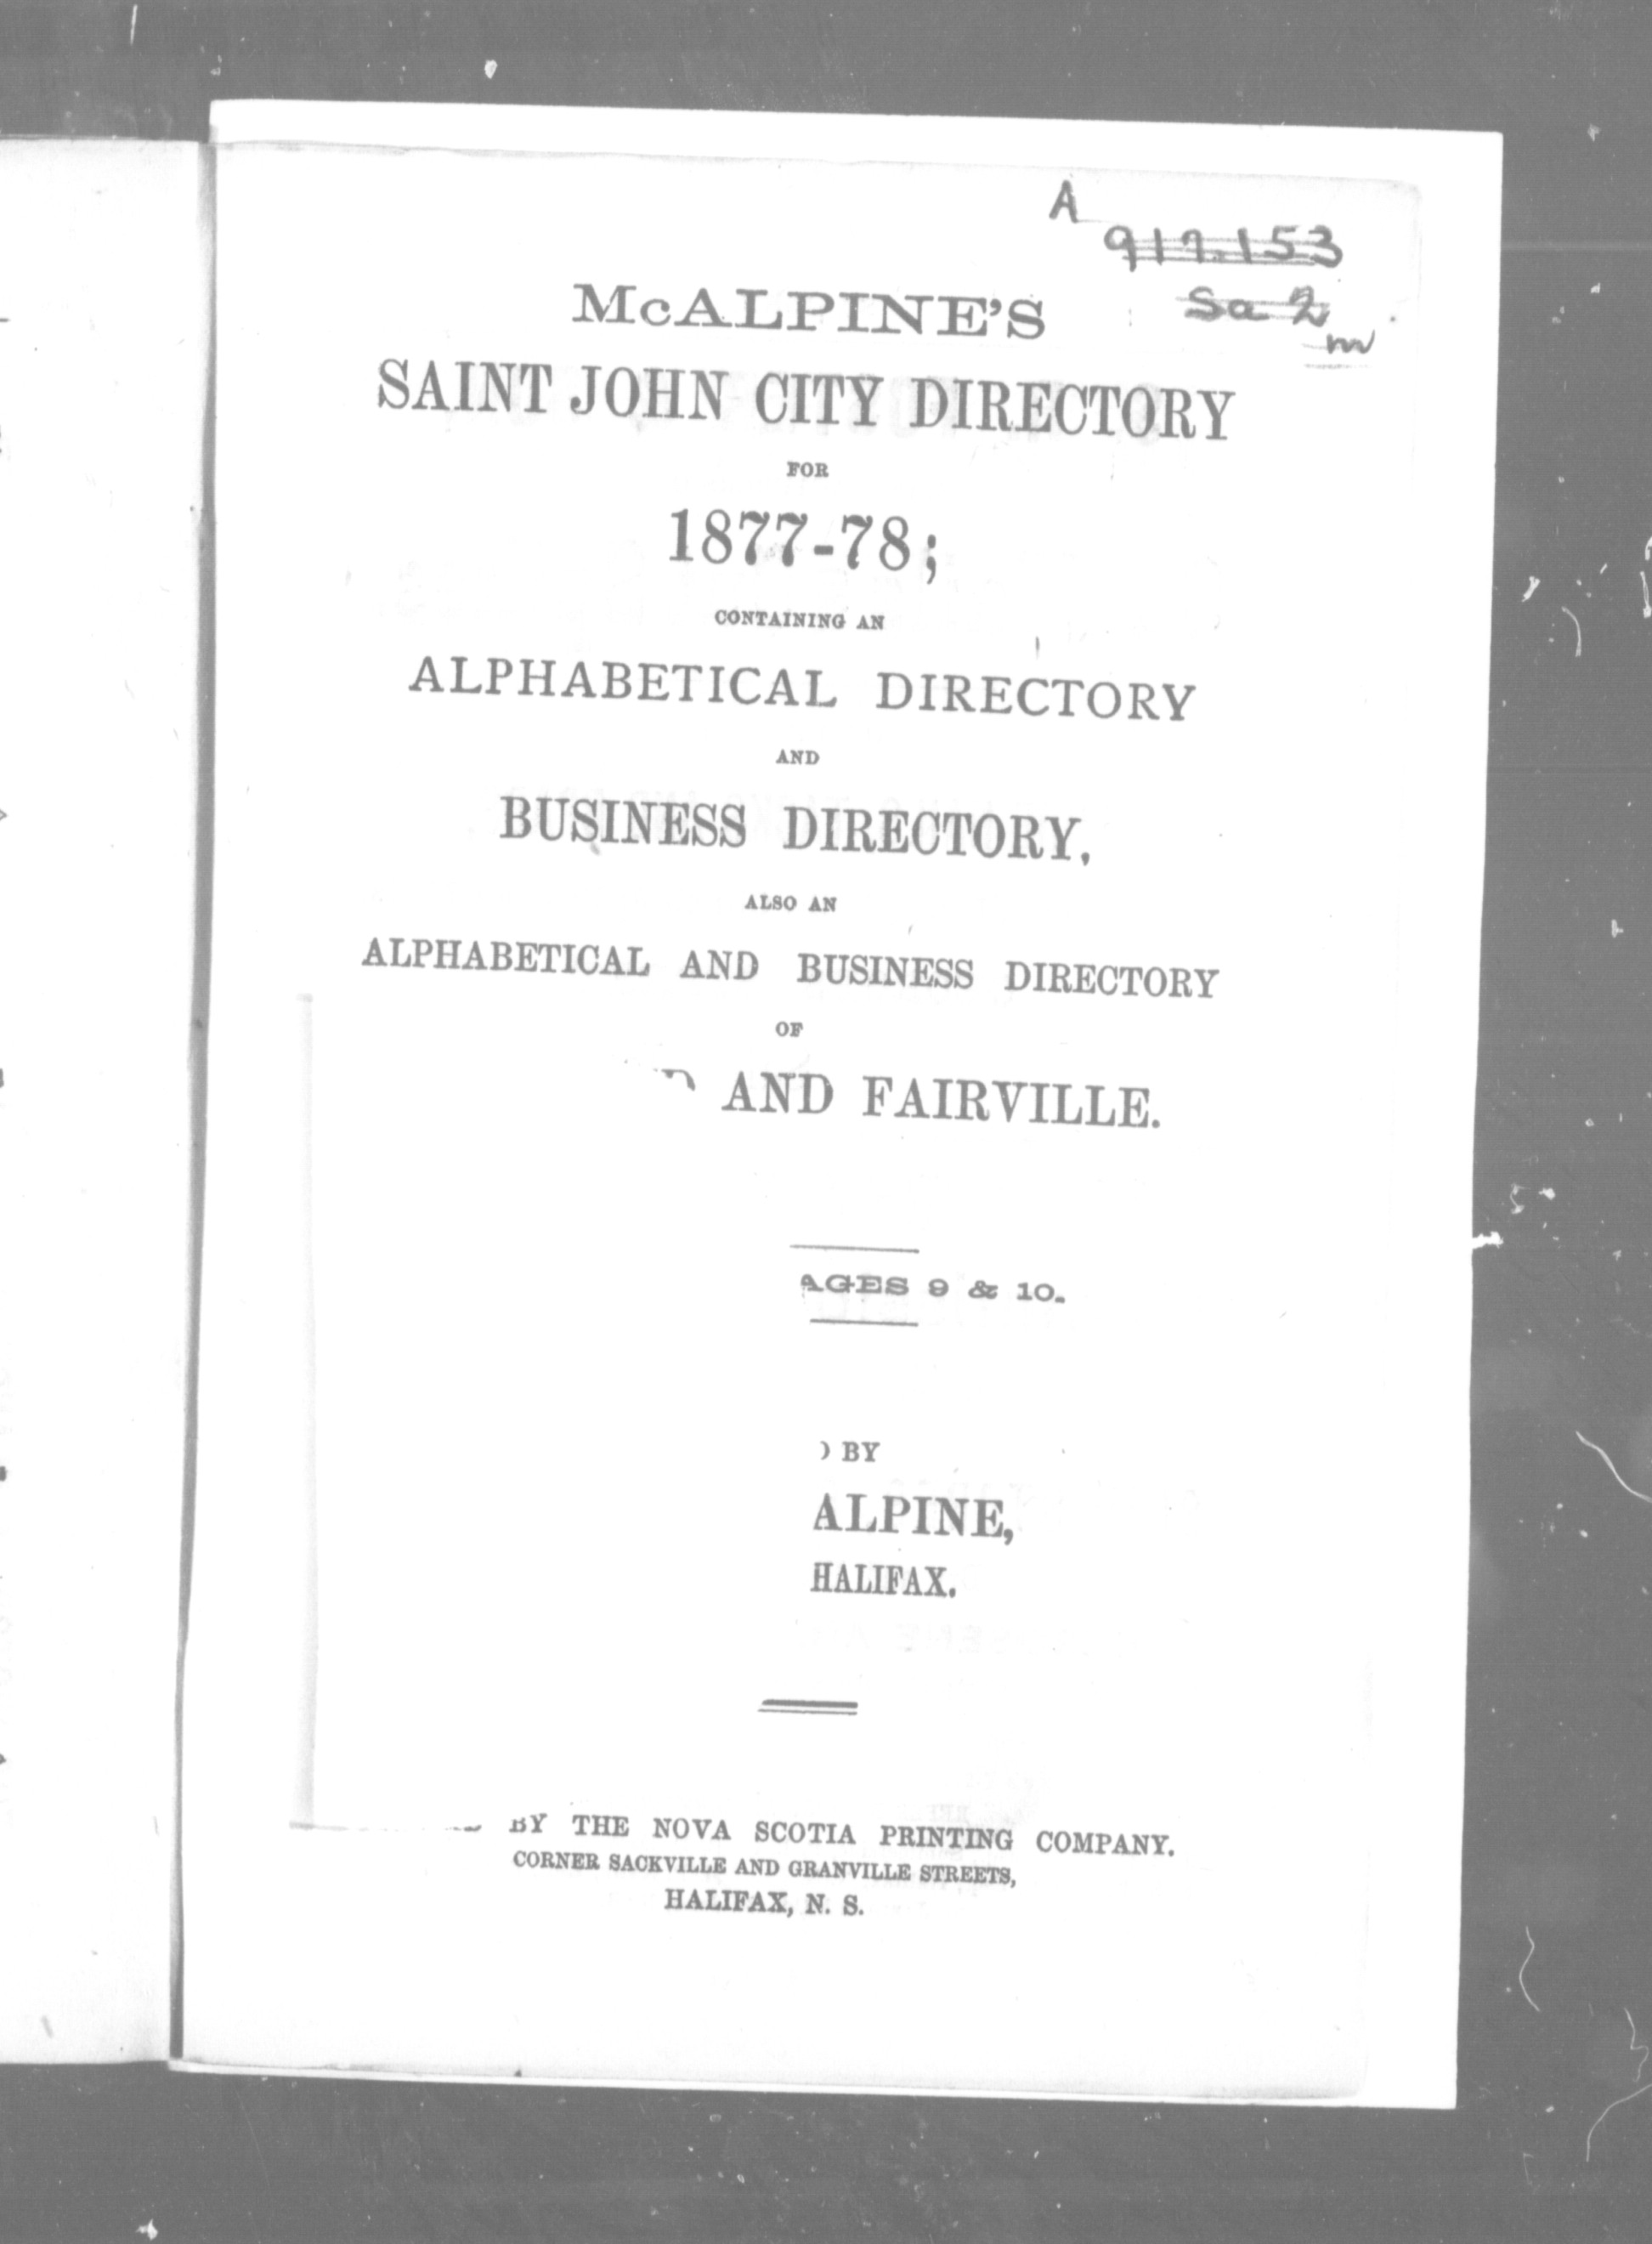 A
917.153
Sa 2
m
McALPINE'S
SAINT JOHN CITY DIRECTORY
FOR
1877-78;
CONTAINING AN
ALPHABETICAL DIRECTORY
AND
BUSINESS DIRECTORY,
ALSO AN
ALPHABETICAL AND BUSINESS DIRECTORY
OF
AND FAIRVILLE.
AGES 9 & 10.
BY
ALPINE,
HALIFAX.
BY THE NOVA SCOTIA PRINTING COMPANY.
CORNER SACKVILLE AND GRANVILLE STREETS,
HALIFAX, N. S.